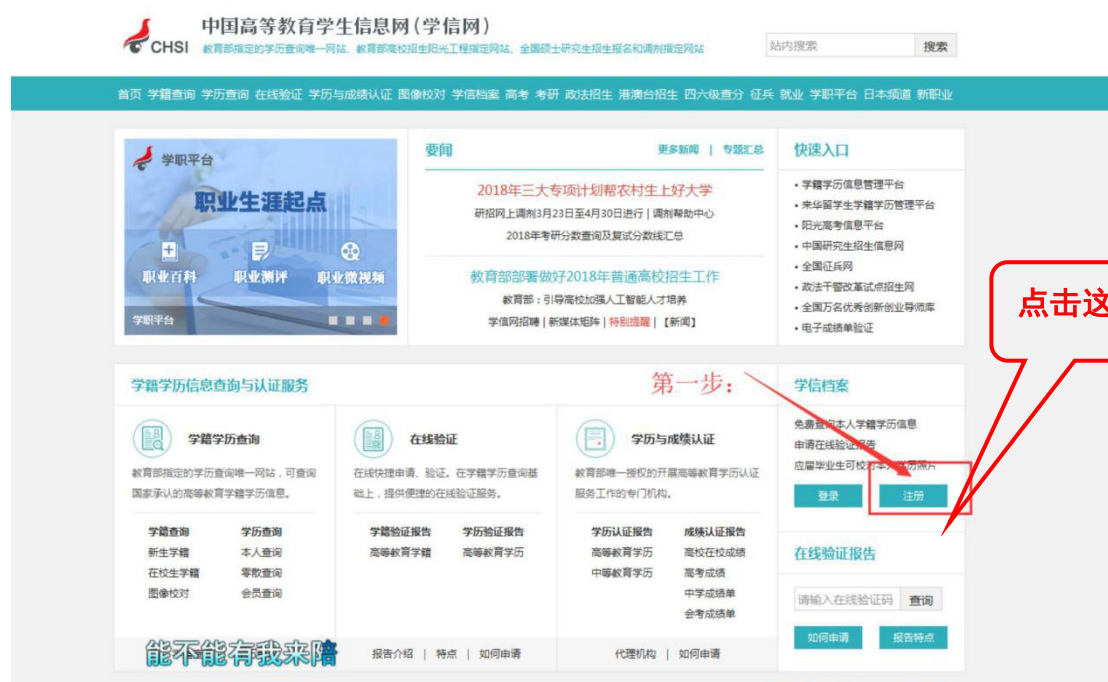 中国高等教育学生信息网(学信网)
CHSI 教育部指定的学历查询唯一网站、教育部高校招生阳光工程指定网站、全国硕士研究生招生报名和调剂指定网站
站内搜索 搜索
首页 学籍查询 学历查询 在线验证 学历与成绩认证 图像校对 学信档案 高考 考研 政法招生 港澳台招生 四六级查分 征兵 就业 学职平台 日本频道 新职业
学职平台
职业生涯起点
职业百科 职业测评 职业微视频
学职平台
要闻 更多新闻 | 专题汇总
2018年三大专项计划帮农村生上好大学
研招网上调剂3月23日至4月30日进行 | 调剂帮助中心
2018年考研分数查询及复试分数线汇总
教育部部署做好2018年普通高校招生工作
教育部:引导高校加强人工智能人才培养
学信网招聘 | 新媒体矩阵 | 特别提醒 | 【新闻】
快速入口
• 学籍学历信息管理平台
• 来华留学生学籍学历管理平台
• 阳光高考信息平台
• 中国研究生招生信息网
• 全国征兵网
• 政法干警改革试点招生网
• 全国万名优秀创新创业导师库
• 电子成绩单验证
点击这
学籍学历信息查询与认证服务
第一步:
学籍学历查询
教育部指定的学历查询唯一网站,可查询
国家承认的高等教育学籍学历信息。
学籍查询 学历查询
新生学籍 本人查询
在校生学籍 零散查询
图像校对 会员查询
在线验证
在线快捷申请、验证。在学籍学历查询基
础上,提供便捷的在线验证服务。
学籍验证报告 学历验证报告
高等教育学籍 高等教育学历
学历与成绩认证
教育部唯一授权的开展高等教育学历认证
服务工作的专门机构。
学历认证报告 成绩认证报告
高等教育学历 高校在校成绩
中等教育学历 高考成绩
中学成绩单
会考成绩单
能不能有我来陪
报告介绍 | 特点 | 如何申请
代理机构 | 如何申请
学信档案
免费查询本人学籍学历信息
申请在线验证报告
应届毕业生可校对本人学历照片
登录 注册
在线验证报告
请输入在线验证码 查询
如何申请 报告特点